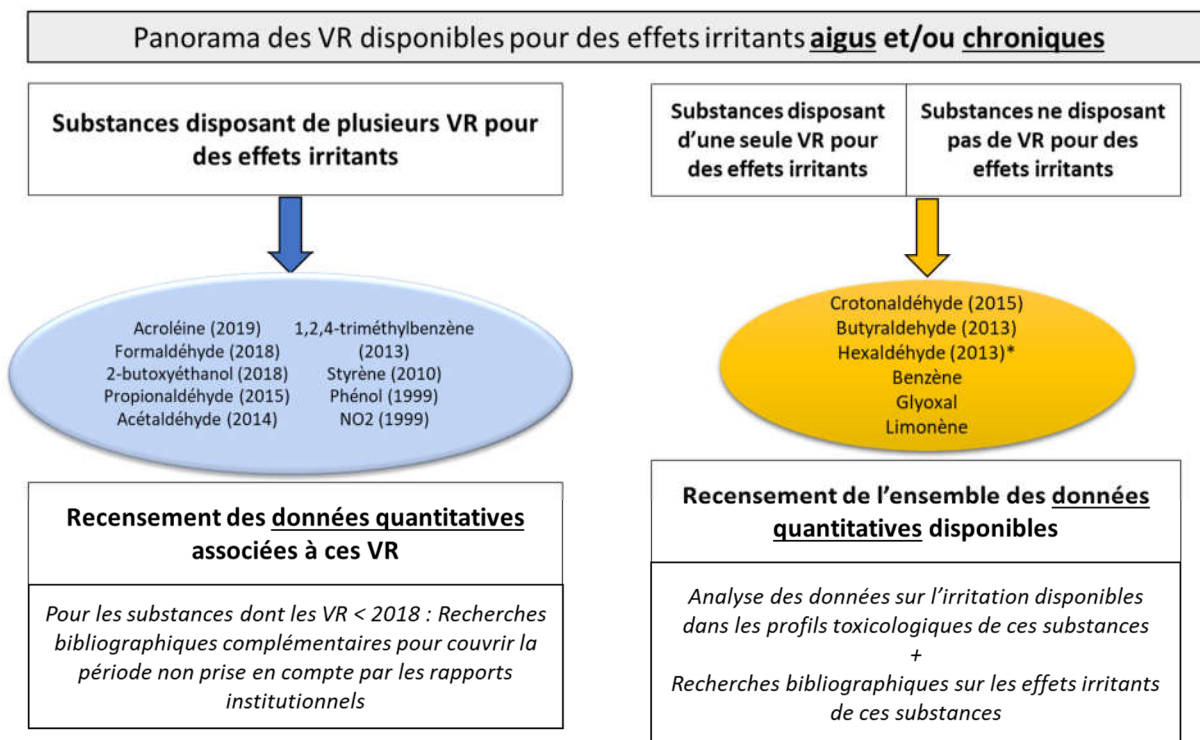 Panorama des VR disponibles pour des effets irritants aigus et/ou chroniques
Substances disposant de plusieurs VR pour
des effets irritants
Acroléine (2019)
Formaldéhyde (2018)
2-butoxyéthanol (2018)
Propionaldéhyde (2015)
Acétaldéhyde (2014)
1,2,4-triméthylbenzène
(2013)
Styrène (2010)
Phénol (1999)
NO2 (1999)
Recensement des données quantitatives
associées à ces VR
Pour les substances dont les VR < 2018 : Recherches
bibliographiques complémentaires pour couvrir la
période non prise en compte par les rapports
institutionnels
Substances disposant
d'une seule VR pour
des effets irritants
Substances ne disposant
pas de VR pour des
effets irritants
Crotonaldéhyde (2015)
Butyraldehyde (2013)
Hexaldéhyde (2013)*
Benzène
Glyoxal
Limonène
Recensement de l’ensemble des données
quantitatives disponibles
Analyse des données sur l’irritation disponibles
dans les profils toxicologiques de ces substances
+
Recherches bibliographiques sur les effets irritants
de ces substances